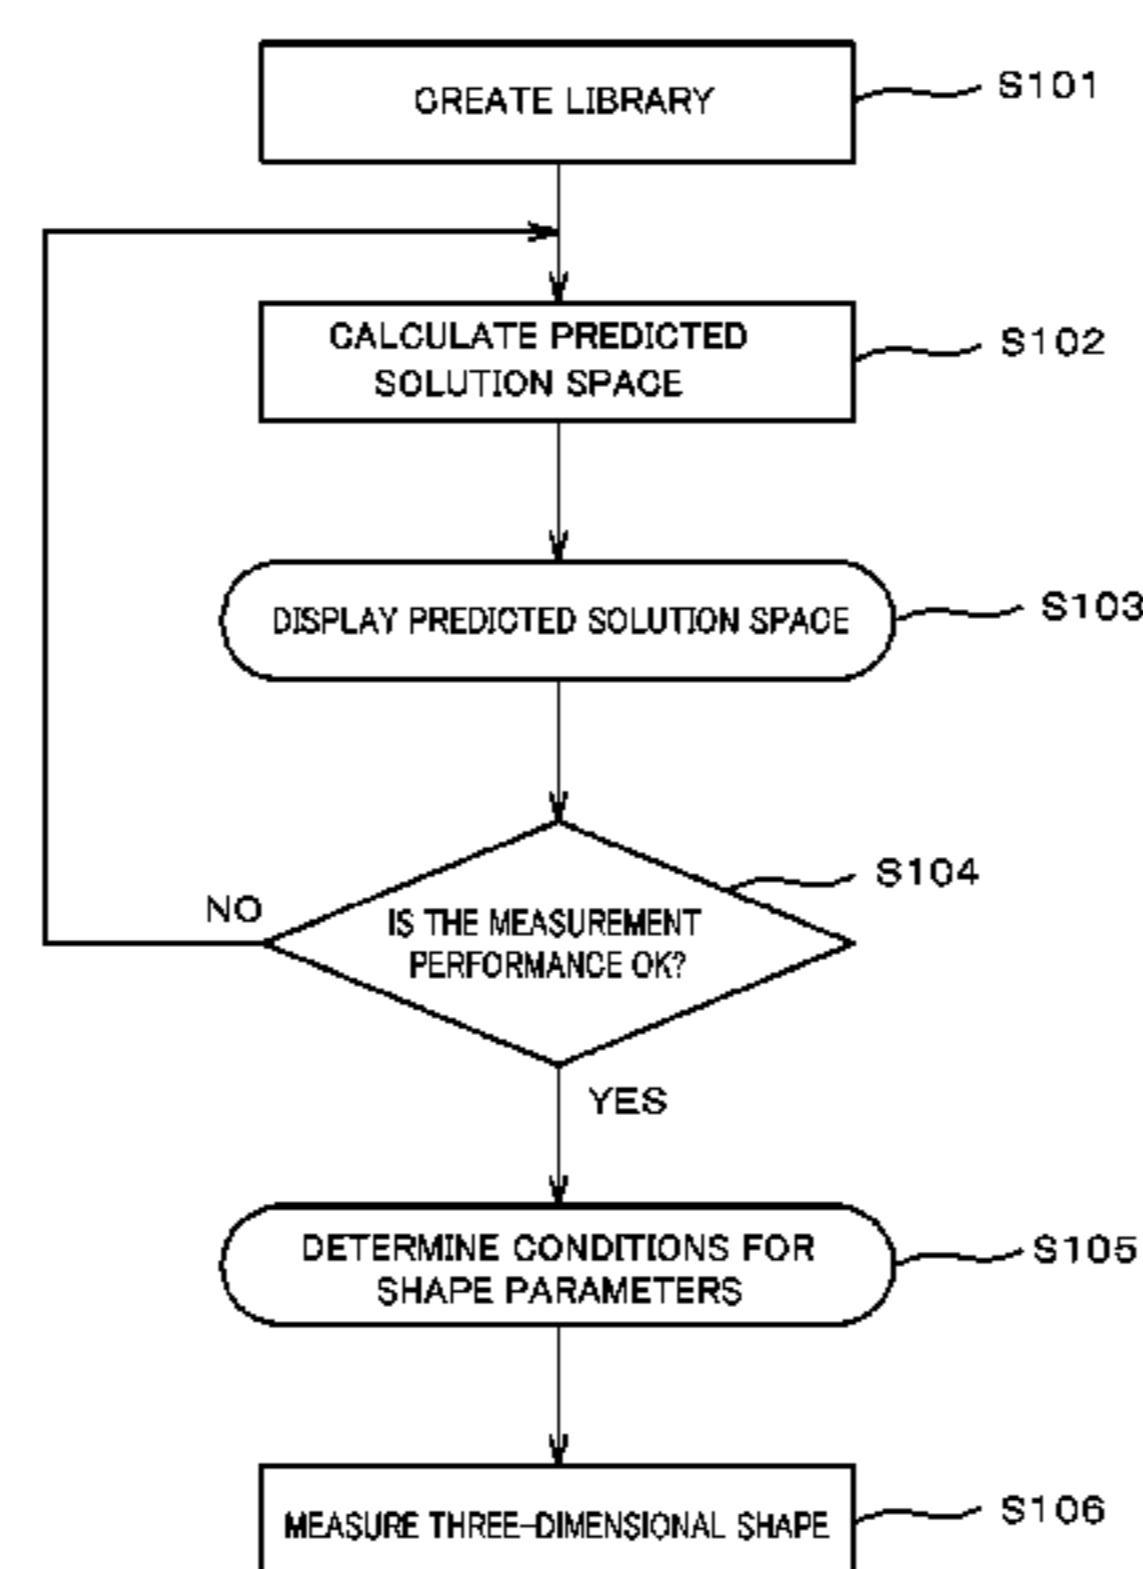 CREATE LIBRARY
S101
CALCULATE PREDICTED
SOLUTION SPACE
S102
DISPLAY PREDICTED SOLUTION SPACE
S103
IS THE MEASUREMENT
PERFORMANCE OK?
S104
NO
YES
DETERMINE CONDITIONS FOR
SHAPE PARAMETERS
S105
MEASURE THREE-DIMENSIONAL SHAPE
S106